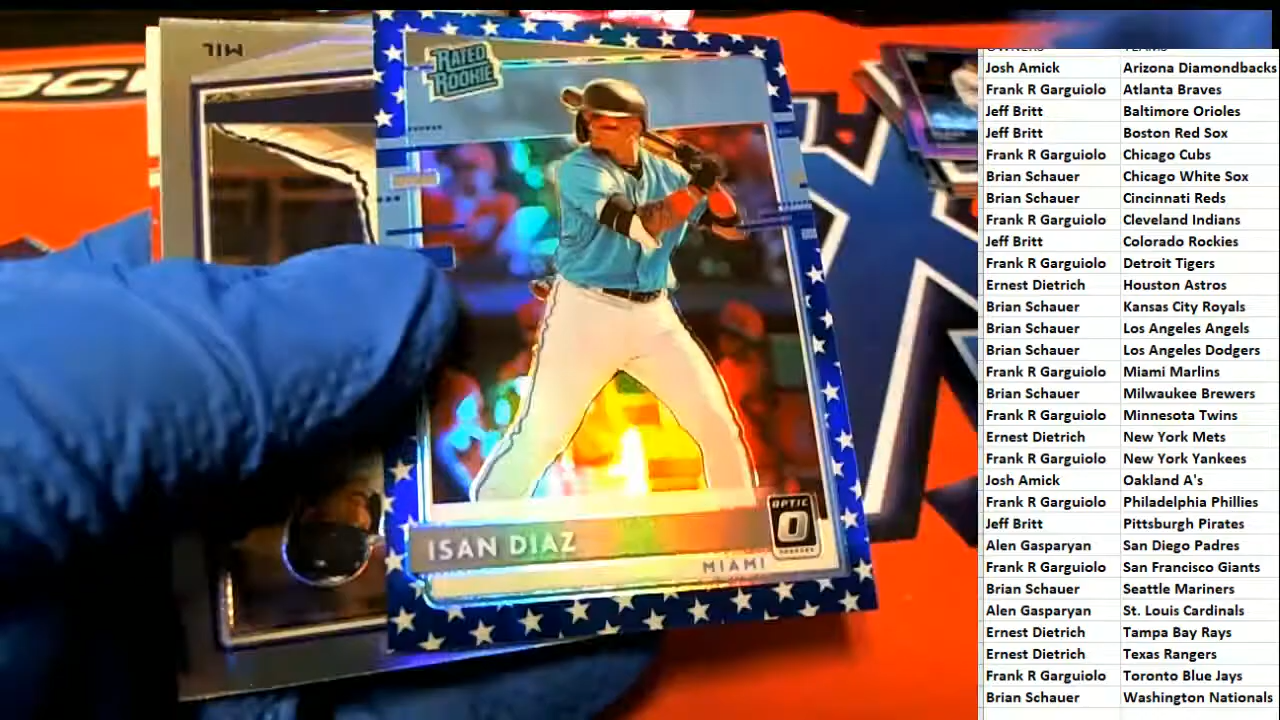 RATED
ROOKIE
ISAN DIAZ
MIAMI
OPTIC
O
OWNERS TEAMS
Josh Amick Arizona Diamondbacks
Frank R Garguiolo Atlanta Braves
Jeff Britt Baltimore Orioles
Jeff Britt Boston Red Sox
Frank R Garguiolo Chicago Cubs
Brian Schauer Chicago White Sox
Brian Schauer Cincinnati Reds
Frank R Garguiolo Cleveland Indians
Jeff Britt Colorado Rockies
Frank R Garguiolo Detroit Tigers
Ernest Dietrich Houston Astros
Brian Schauer Kansas City Royals
Brian Schauer Los Angeles Angels
Brian Schauer Los Angeles Dodgers
Frank R Garguiolo Miami Marlins
Brian Schauer Milwaukee Brewers
Frank R Garguiolo Minnesota Twins
Ernest Dietrich New York Mets
Frank R Garguiolo New York Yankees
Josh Amick Oakland A's
Frank R Garguiolo Philadelphia Phillies
Jeff Britt Pittsburgh Pirates
Alen Gasparyan San Diego Padres
Frank R Garguiolo San Francisco Giants
Brian Schauer Seattle Mariners
Alen Gasparyan St. Louis Cardinals
Ernest Dietrich Tampa Bay Rays
Ernest Dietrich Texas Rangers
Frank R Garguiolo Toronto Blue Jays
Brian Schauer Washington Nationals